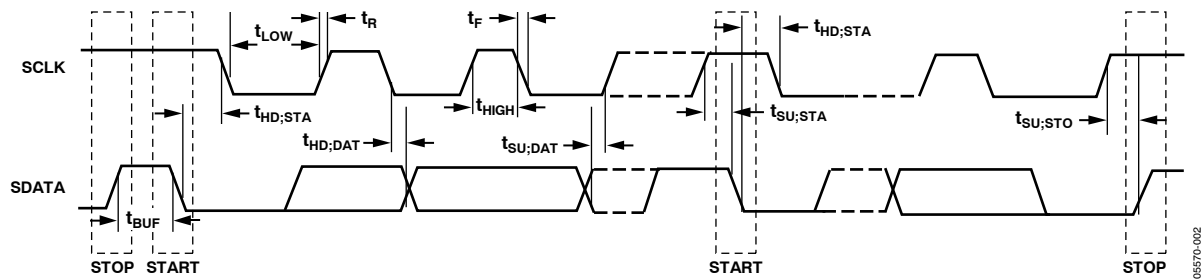 tLOW
tR
tF
tHD;STA
SCLK
tHD;STA
tHIGH
tSU;STA
tSU;STO
tHD;DAT
tSU;DAT
SDATA
tBUF
STOP
START
START
STOP
05570-002